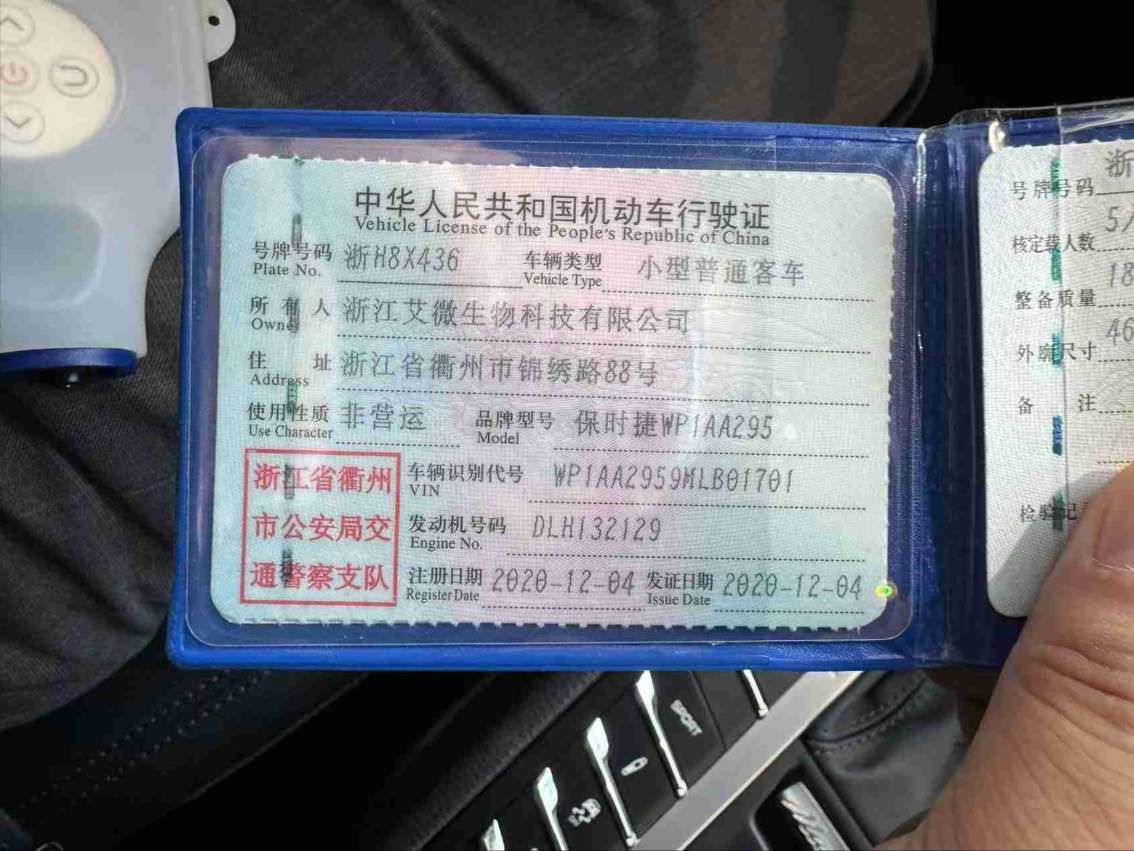 中华人民共和国机动车行驶证
Vehicle License of the People's Republic of China
号牌号码 浙H8X436 车辆类型 小型普通客车
Plate No. Vehicle Type
所有人 浙江艾微生物科技有限公司
Owner
住址 浙江省衢州市锦绣路88号
Address
使用性质 非营运 品牌型号 保时捷WP1AA295
Use Character Model
浙江省衢州
市公安局交
通警察支队
车辆识别代号 WP1AA2959MLB01701
VIN
发动机号码 DLH132129
Engine No.
注册日期 2020-12-04 发证日期 2020-12-04
Register Date Issue Date
号牌号码 浙
核定载人数 5/
整备质量 18
外廓尺寸 46
备注
检验记
SPORT